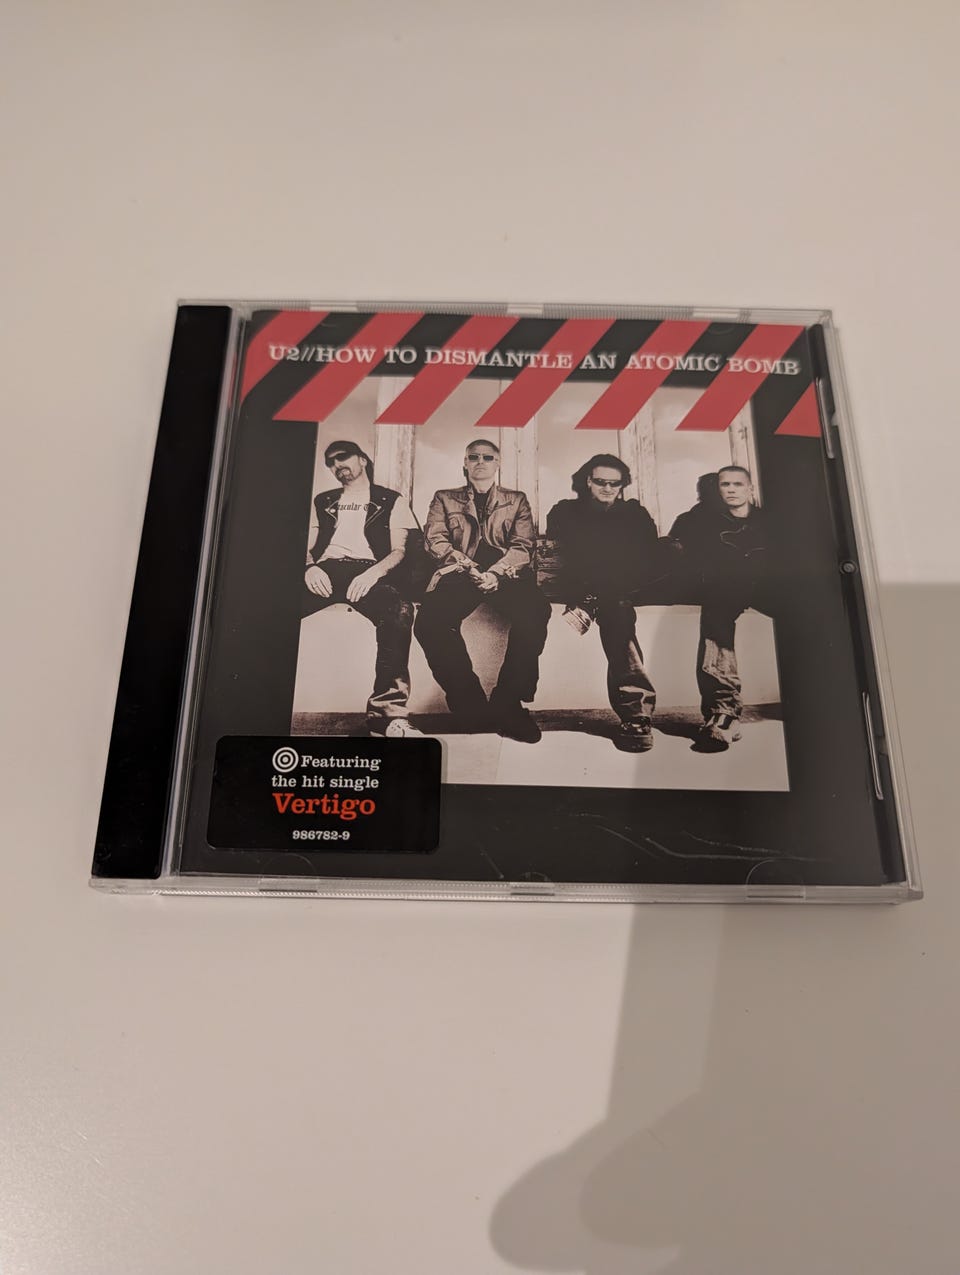 U2//HOW TO DISMANTLE AN ATOMIC BOMB
Featuring
the hit single
Vertigo
986782-9